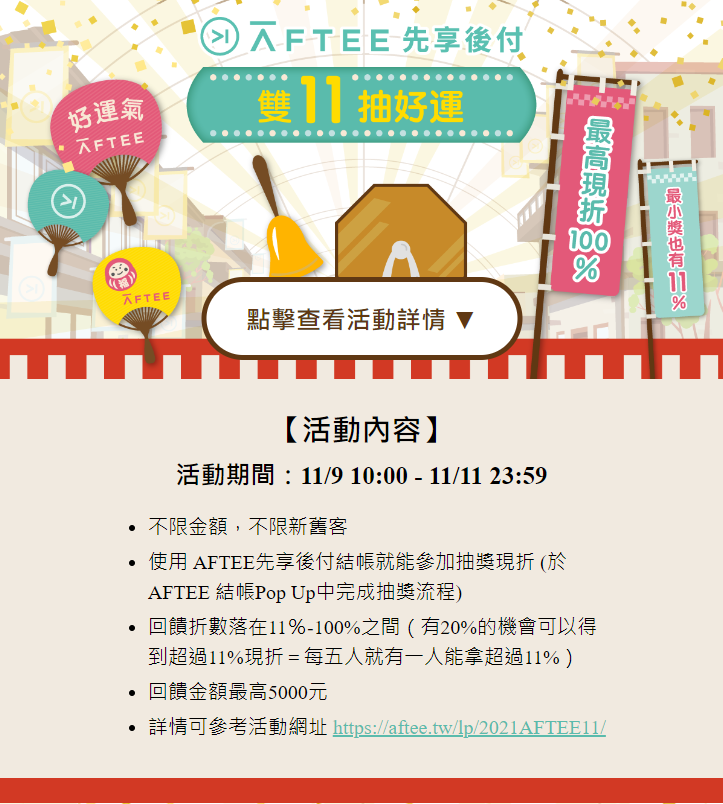 AFTEE 先享後付
雙11抽好運
好運氣
AFTEE
福
AFTEE
最高現折100%
最小獎也有11%
點擊查看活動詳情 ▼
【活動內容】
活動期間：11/9 10:00 - 11/11 23:59
• 不限金額，不限新舊客
• 使用 AFTEE先享後付結帳就能參加抽獎現折 (於
AFTEE 結帳Pop Up中完成抽獎流程)
• 回饋折數落在11%-100%之間（有20%的機會可以得
到超過11%現折＝每五人就有一人能拿超過11%）
• 回饋金額最高5000元
• 詳情可參考活動網址 https://aftee.tw/lp/2021AFTEE11/